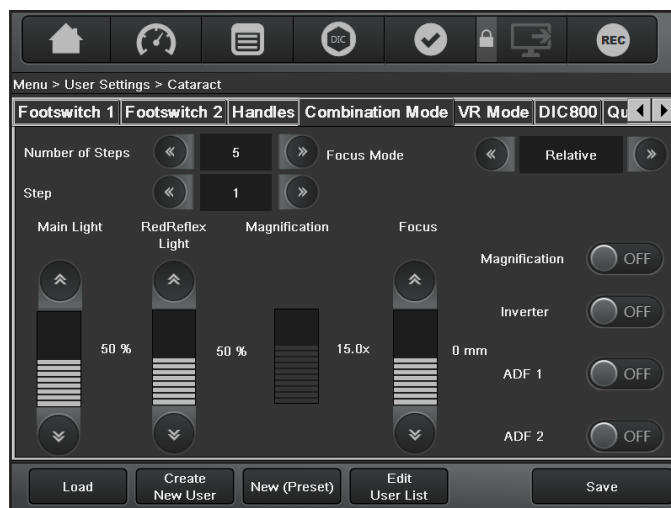 DIC
REC
Menu > User Settings > Cataract
Footswitch 1 Footswitch 2 Handles Combination Mode VR Mode DIC800 Qu
Number of Steps 5 Focus Mode Relative
Step 1
Main Light RedReflex Light Magnification Focus
Magnification OFF
Inverter OFF
50 % 50 % 15.0x 0 mm
ADF 1 OFF
ADF 2 OFF
Load Create New User New (Preset) Edit User List Save